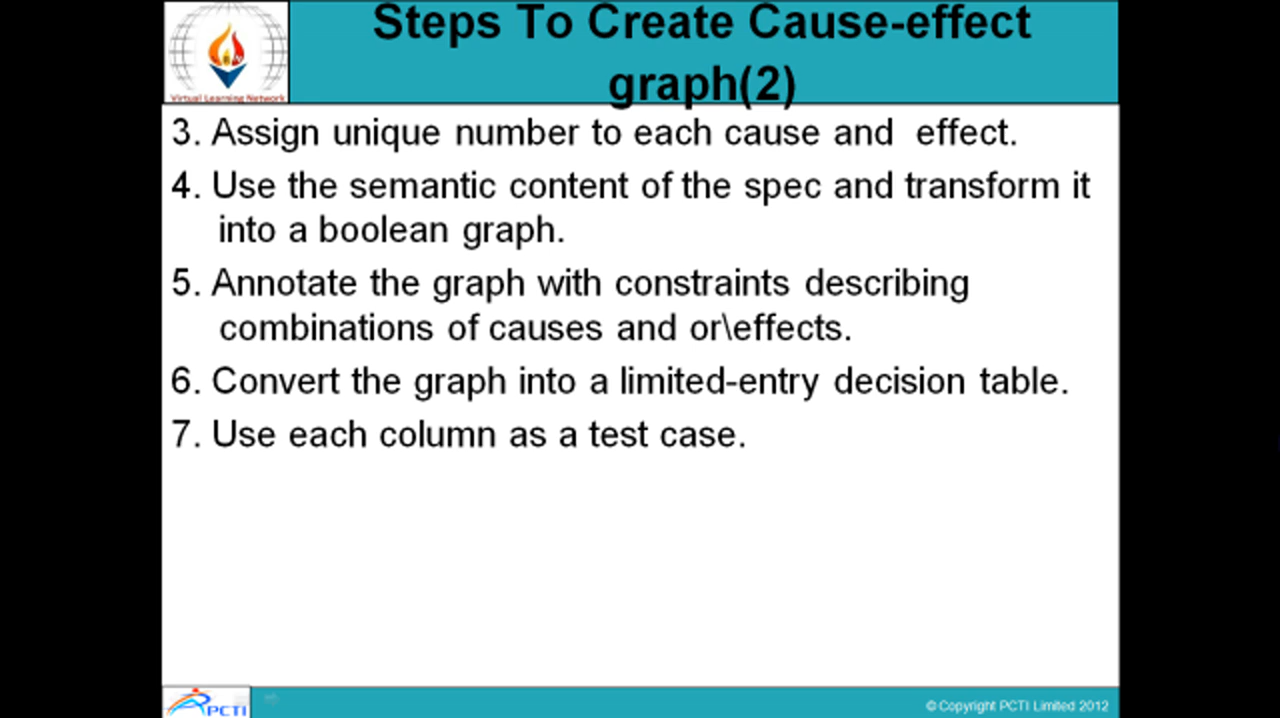 Steps To Create Cause-effect
graph(2)
Virtual Learning Network
3. Assign unique number to each cause and effect.
4. Use the semantic content of the spec and transform it
into a boolean graph.
5. Annotate the graph with constraints describing
combinations of causes and or\effects.
6. Convert the graph into a limited-entry decision table.
7. Use each column as a test case.
PCTI
© Copyright PCTI Limited 2012